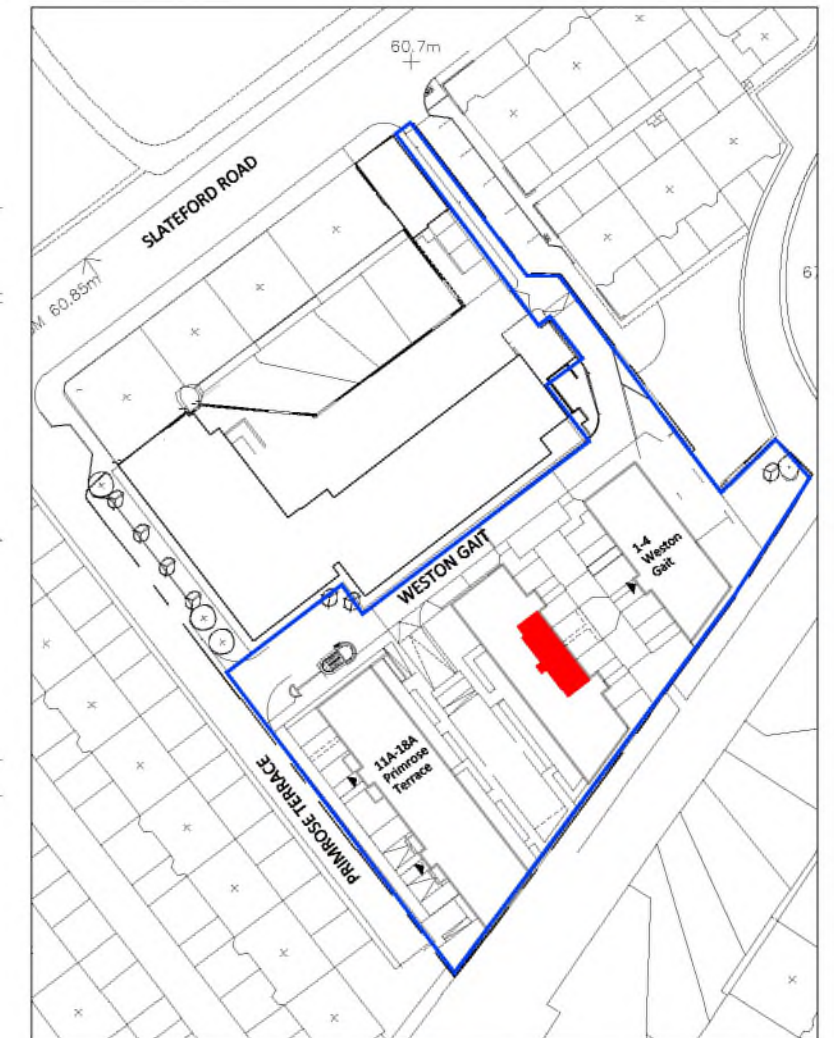 60.7m
SLATEFORD ROAD
60.85m
WESTON GAIT
1-4
Weston
Gait
11A-18A
Primrose
Terrace
PRIMROSE TERRACE